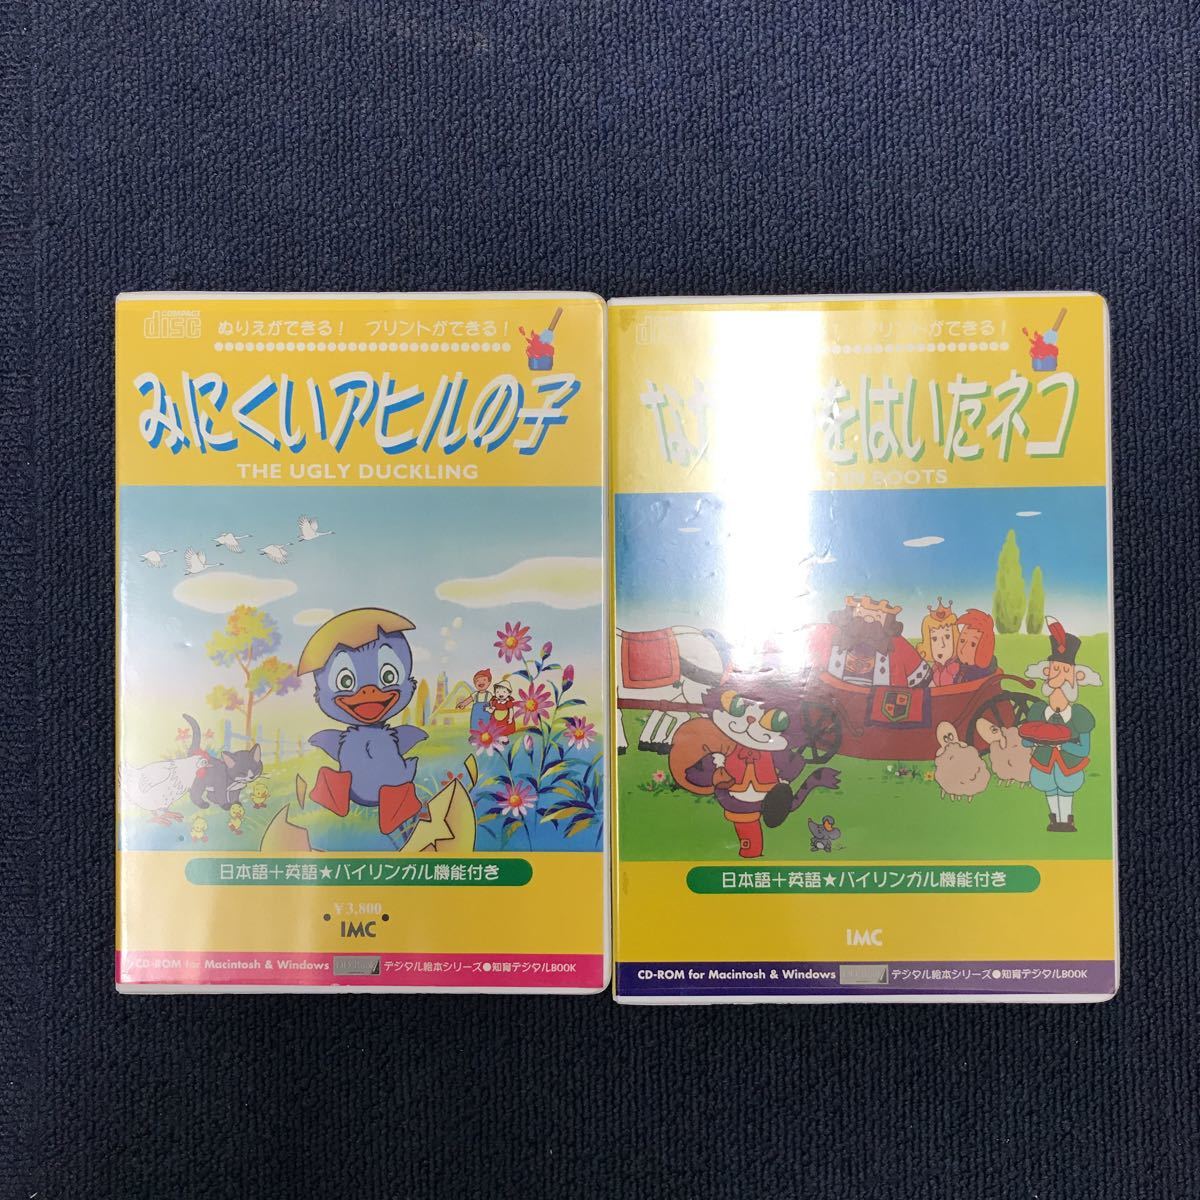 COMPACT
disc
ぬりえができる! プリントができる!
みにくいアヒルの子
THE UGLY DUCKLING
日本語+英語★バイリンガル機能付き
¥3,800
IMC
CD-ROM for Macintosh & Windows
デジタル絵本シリーズ●知育デジタルBOOK
disc
プリントができる!
な
をはいたネコ
IN BOOTS
日本語+英語★バイリンガル機能付き
IMC
CD-ROM for Macintosh & Windows
デジタル絵本シリーズ●知育デジタルBOOK